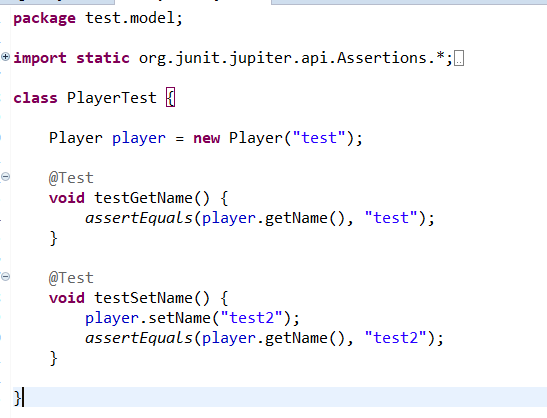 package test.model;
import static org.junit.jupiter.api.Assertions.*;
class PlayerTest {
Player player = new Player("test");
@Test
void testGetName() {
assertEquals(player.getName(), "test");
}
@Test
void testSetName() {
player.setName("test2");
assertEquals(player.getName(), "test2");
}
}